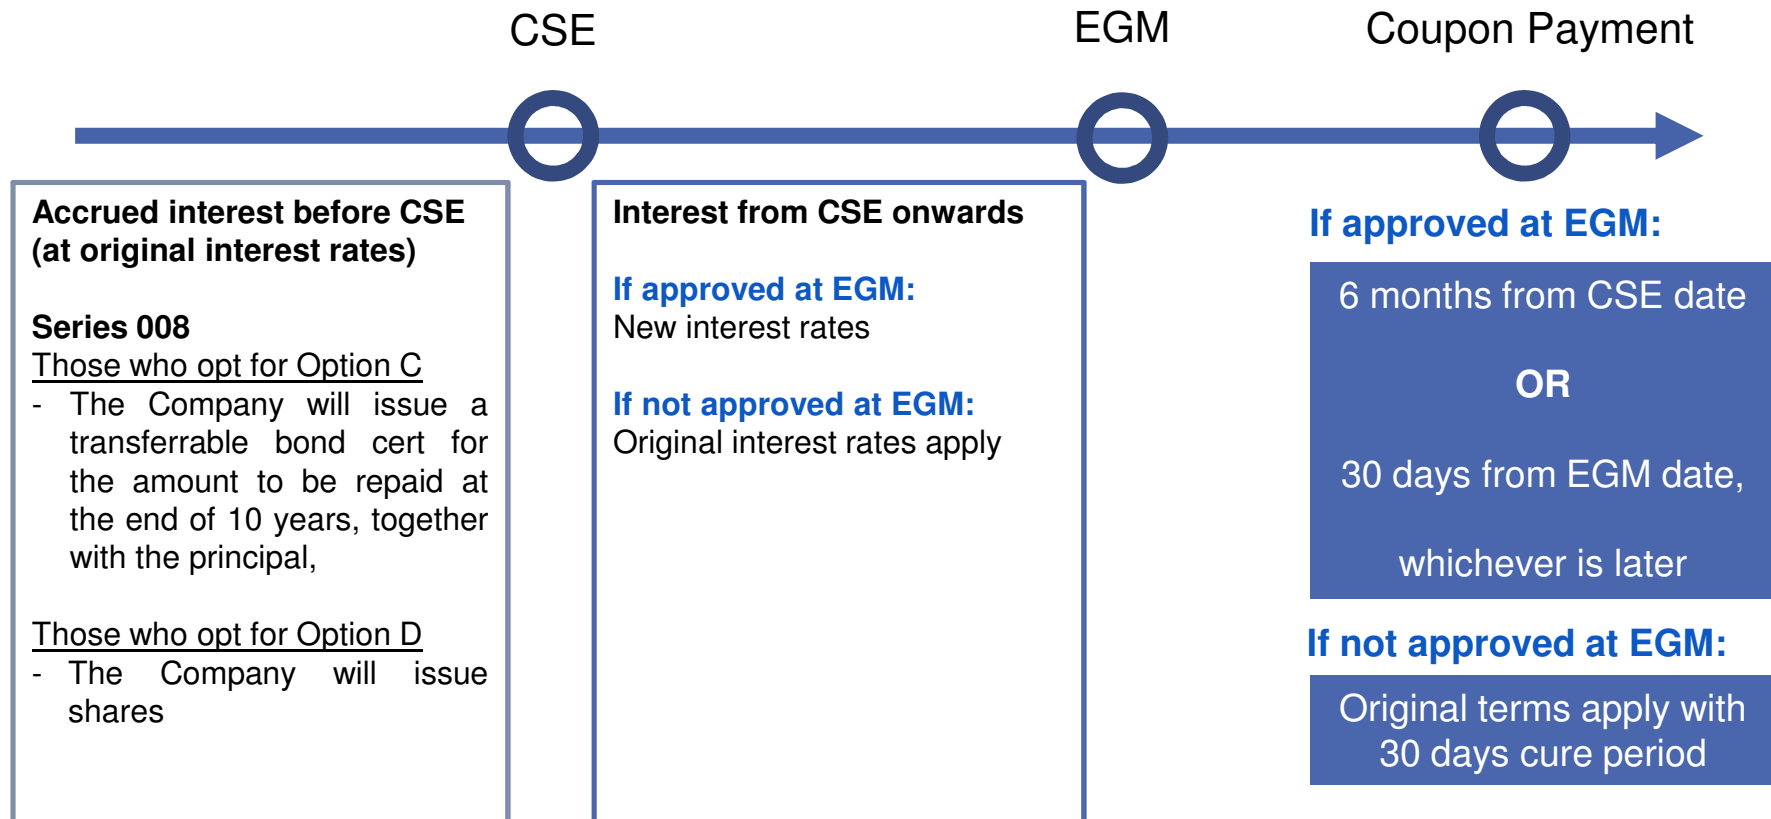 CSE
EGM
Coupon Payment
Accrued interest before CSE
(at original interest rates)
Series 008
Those who opt for Option C
- The Company will issue a
transferrable bond cert for
the amount to be repaid at
the end of 10 years, together
with the principal,
Those who opt for Option D
- The Company will issue
shares
Interest from CSE onwards
If approved at EGM:
New interest rates
If not approved at EGM:
Original interest rates apply
If approved at EGM:
6 months from CSE date
OR
30 days from EGM date,
whichever is later
If not approved at EGM:
Original terms apply with
30 days cure period